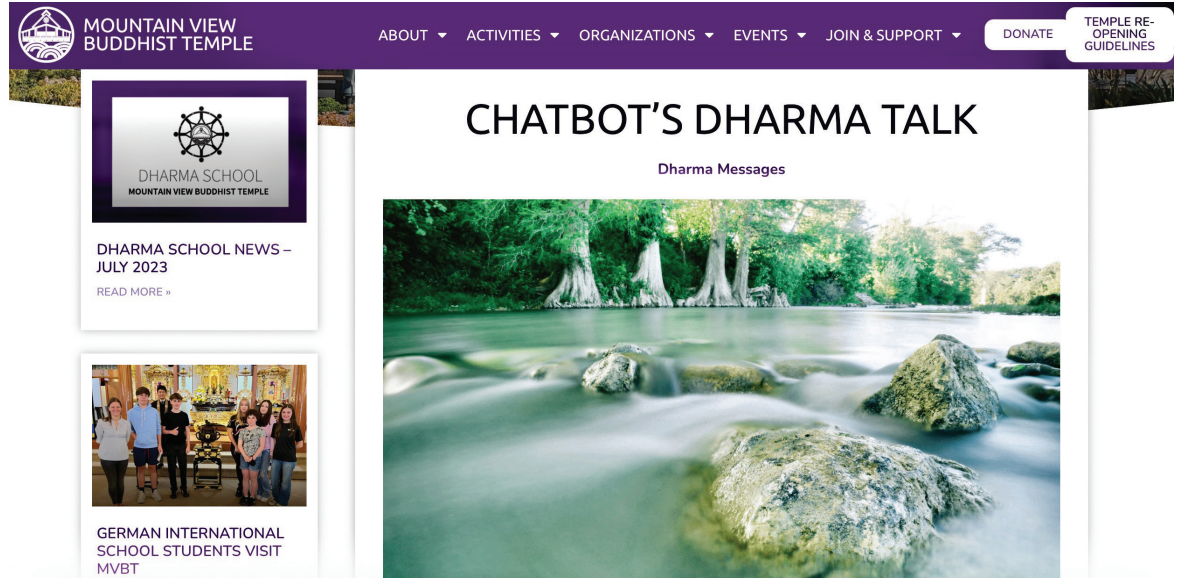 MOUNTAIN VIEW
BUDDHIST TEMPLE
ABOUT
ACTIVITIES
ORGANIZATIONS
EVENTS
JOIN & SUPPORT
DONATE
TEMPLE RE-
OPENING
GUIDELINES
DHARMA SCHOOL
MOUNTAIN VIEW BUDDHIST TEMPLE
DHARMA SCHOOL NEWS –
JULY 2023
READ MORE »
GERMAN INTERNATIONAL
SCHOOL STUDENTS VISIT
MVBT
CHATBOT’S DHARMA TALK
Dharma Messages